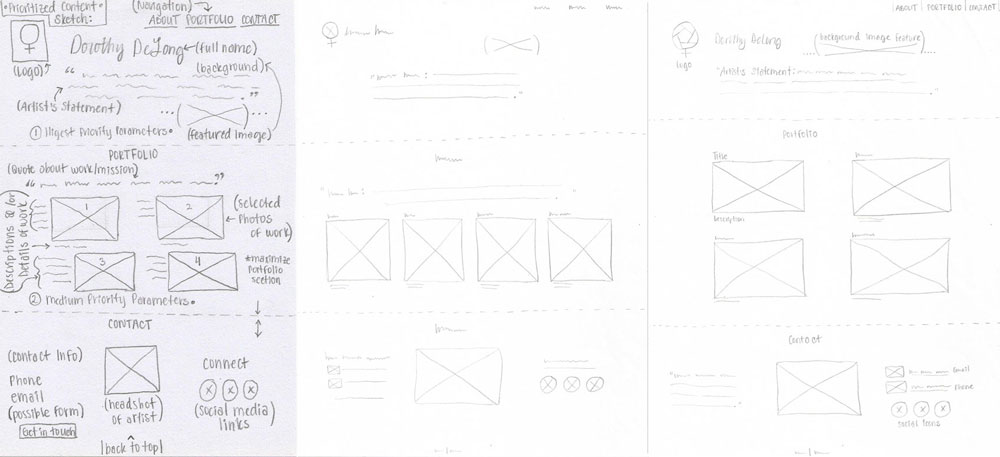 *Prioritized Content*
Sketch:
(Navigation)
ABOUT PORTFOLIO CONTACT
Dorothy DeLong
(full name)
(Logo)
(background)
(Artist's Statement)
(featured image)
① Highest Priority Parameters.
PORTFOLIO
(Quote about work/mission)
Descriptions &/or
Details of work
1
2
3
4
(selected
photos
of work)
*maximize
portfolio
section
② medium Priority Parameters.
CONTACT
(Contact Info)
Phone
email
(possible form)
Get in touch
(headshot
of artist)
connect
(social media
links)
|back to top|
|ABOUT|PORTFOLIO|CONTACT|
logo
Dorothy DeLong
(background image feature)
"Artist's Statement:
Portfolio
Title
Description
Contact
Email
Phone
social icons